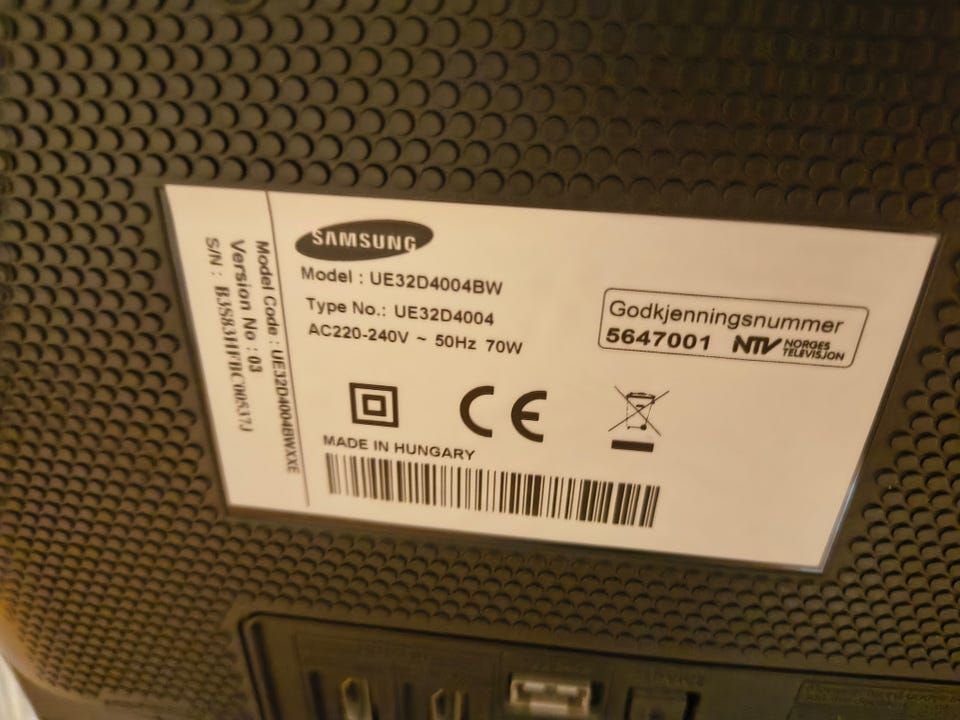 SAMSUNG
Model : UE32D4004BW
Type No.: UE32D4004
AC220-240V ~ 50Hz 70W
Godkjenningsnummer
5647001 NTV NORGES
TELEVISJON
MADE IN HUNGARY
Model Code : UE32D4004BWXXE
Version No : 03
S/N :